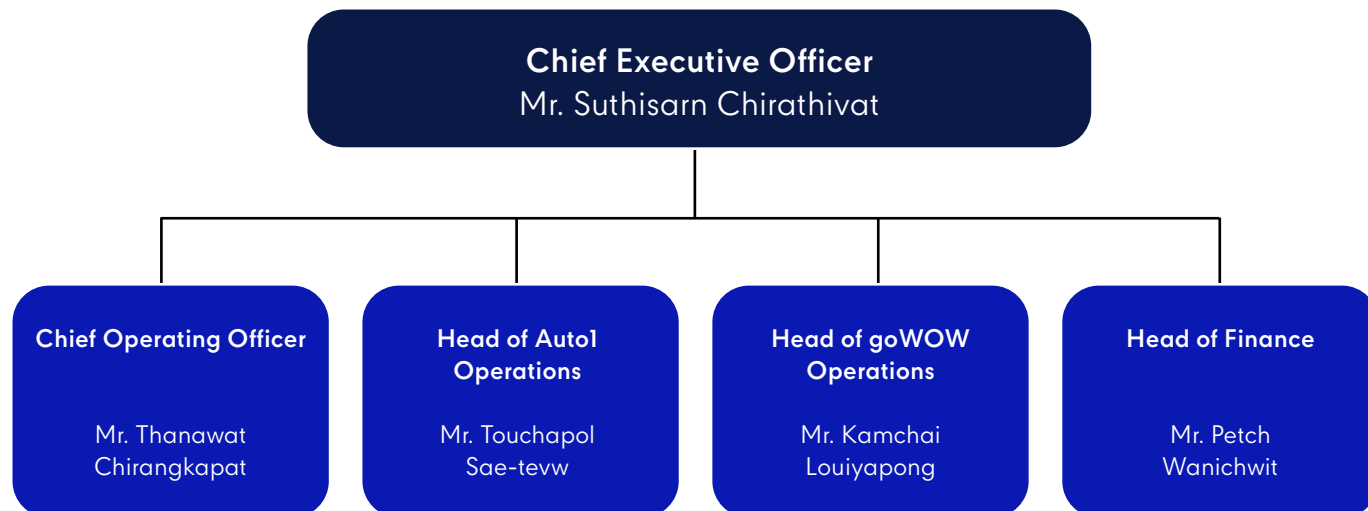 Chief Executive Officer
Mr. Suthisarn Chirathivat
Chief Operating Officer
Mr. Thanawat
Chirangkapat
Head of Auto1
Operations
Mr. Touchapol
Sae-tevw
Head of goWOW
Operations
Mr. Kamchai
Louiyapong
Head of Finance
Mr. Petch
Wanichwit